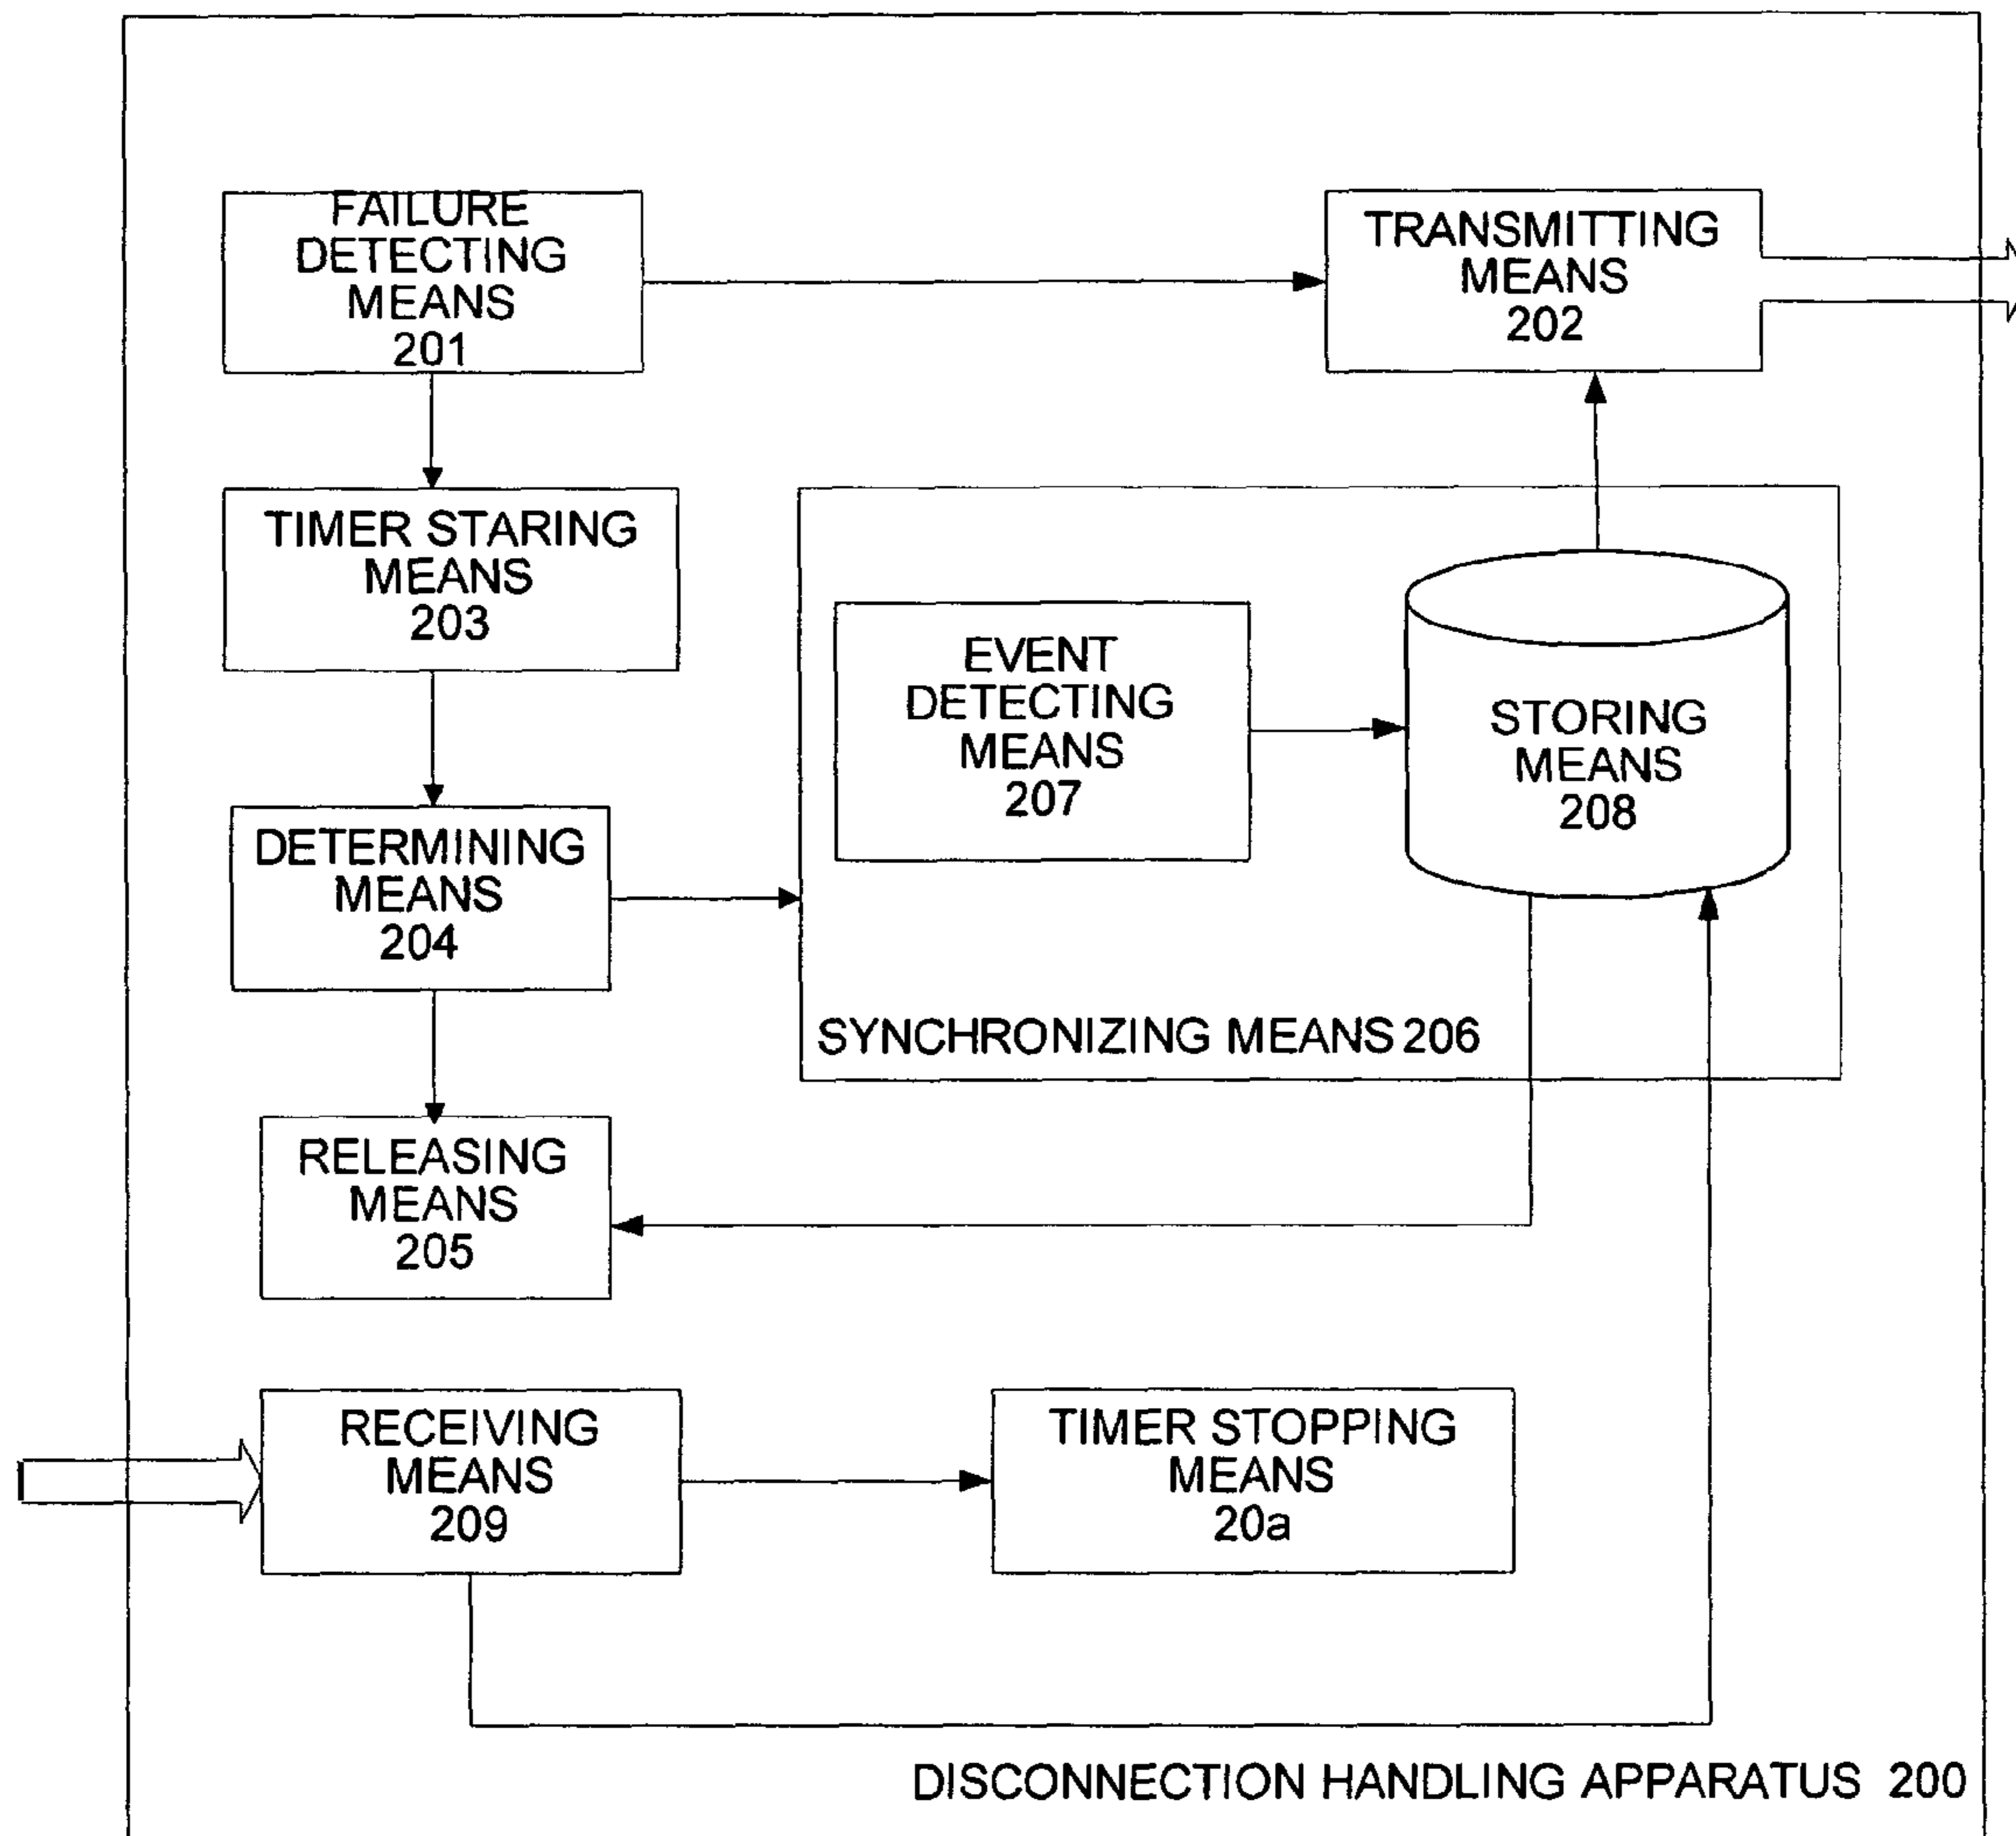 FAILURE
DETECTING
MEANS
201
TRANSMITTING
MEANS
202
TIMER STARING
MEANS
203
EVENT
DETECTING
MEANS
207
STORING
MEANS
208
DETERMINING
MEANS
204
SYNCHRONIZING MEANS 206
RELEASING
MEANS
205
RECEIVING
MEANS
209
TIMER STOPPING
MEANS
20a
DISCONNECTION HANDLING APPARATUS 200